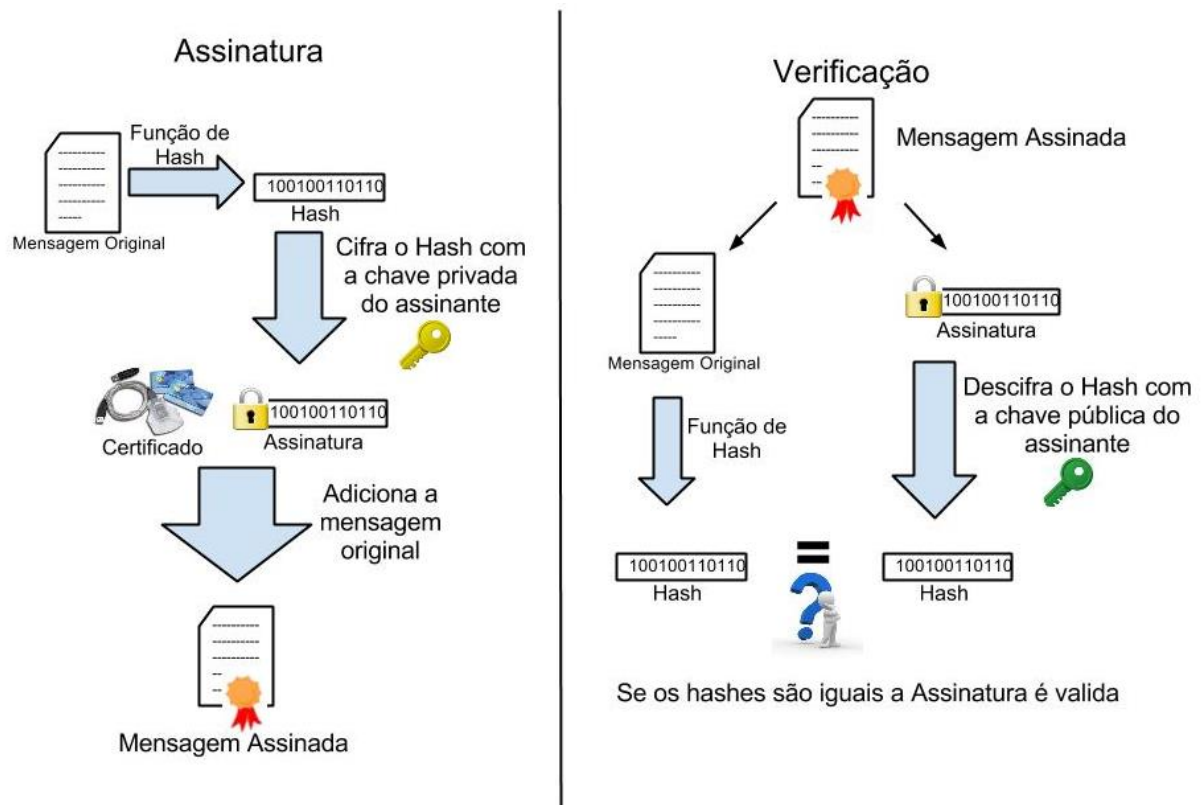 Assinatura
Função de
Hash
100100110110
Hash
Mensagem Original
Cifra o Hash com
a chave privada
do assinante
Certificado
100100110110
Assinatura
Adiciona a
mensagem
original
Mensagem Assinada
Verificação
Mensagem Assinada
Mensagem Original
100100110110
Assinatura
Função de
Hash
Descifra o Hash com
a chave pública do
assinante
100100110110
Hash
=
?
100100110110
Hash
Se os hashes são iguais a Assinatura é valida